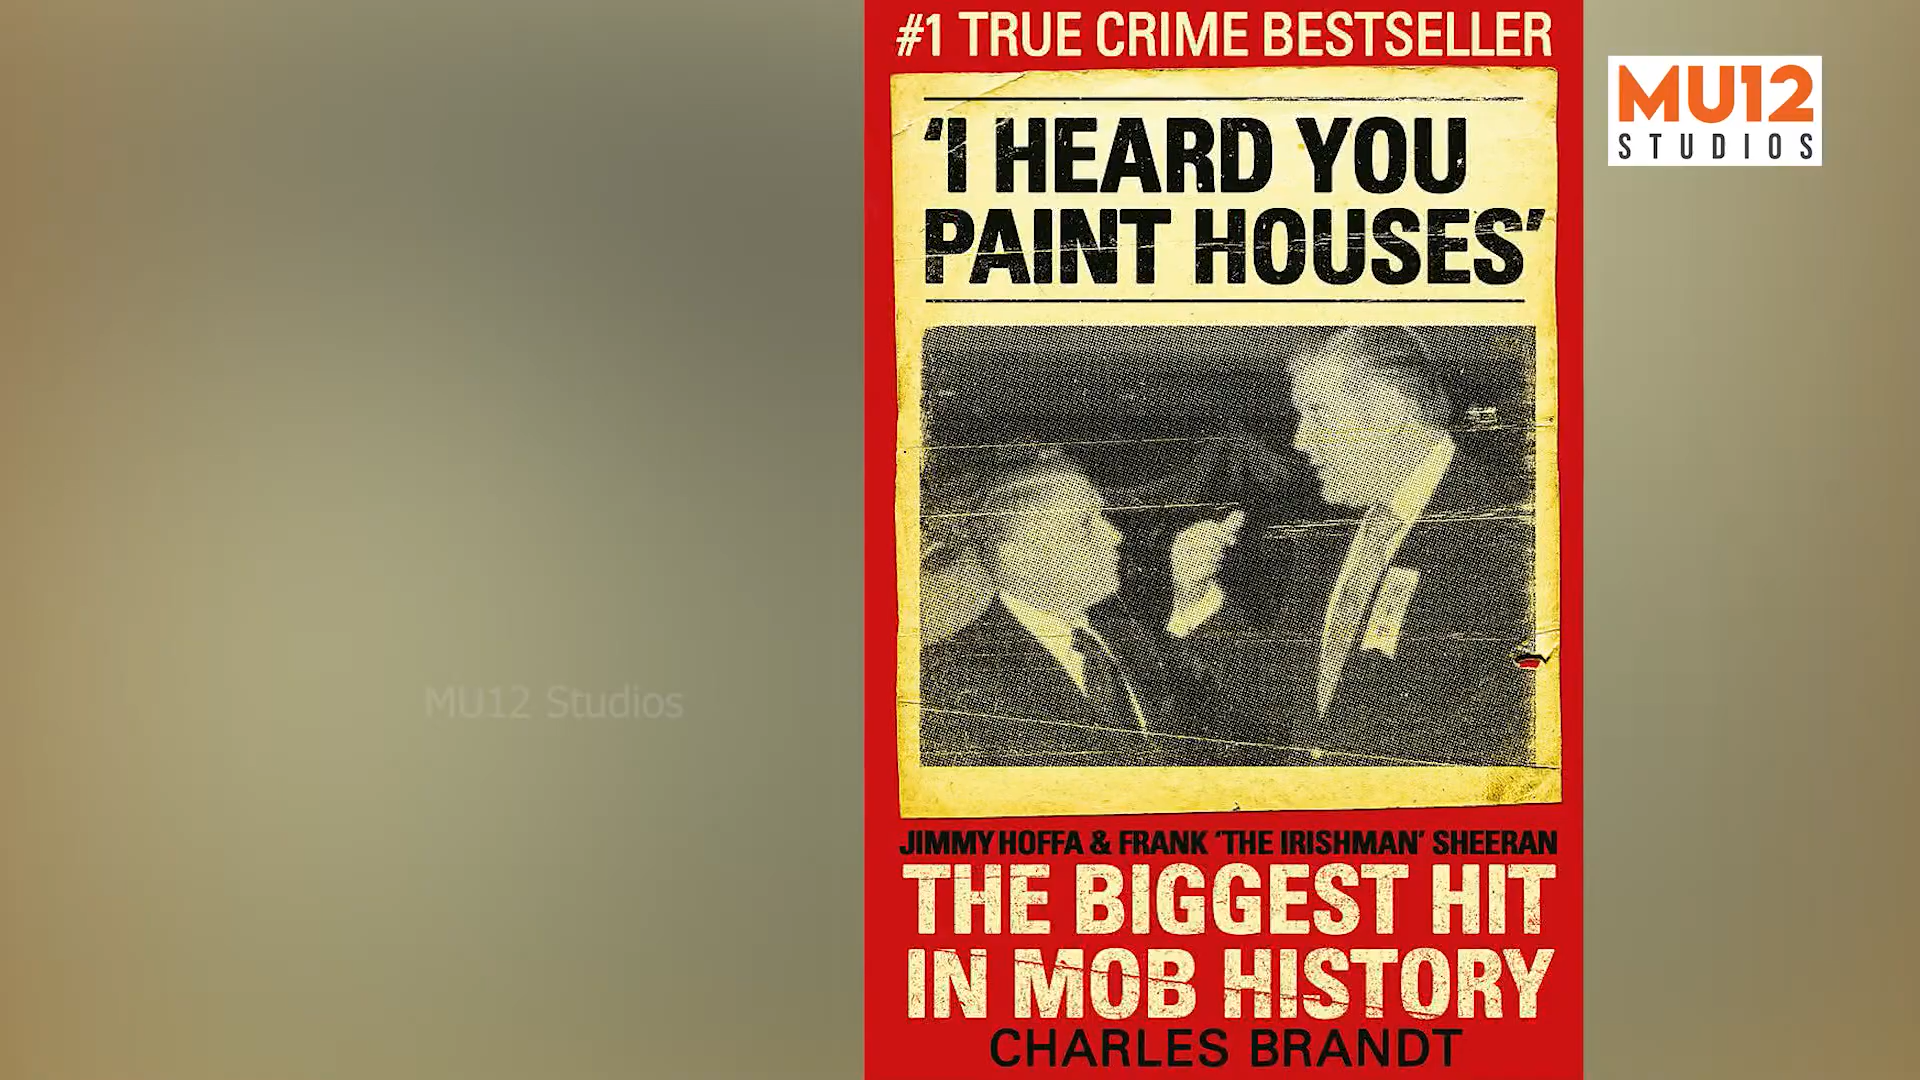 #1 TRUE CRIME BESTSELLER
'I HEARD YOU
PAINT HOUSES'
JIMMY HOFFA & FRANK 'THE IRISHMAN' SHEERAN
THE BIGGEST HIT
IN MOB HISTORY
CHARLES BRANDT
MU12
STUDIOS
MU12 Studios